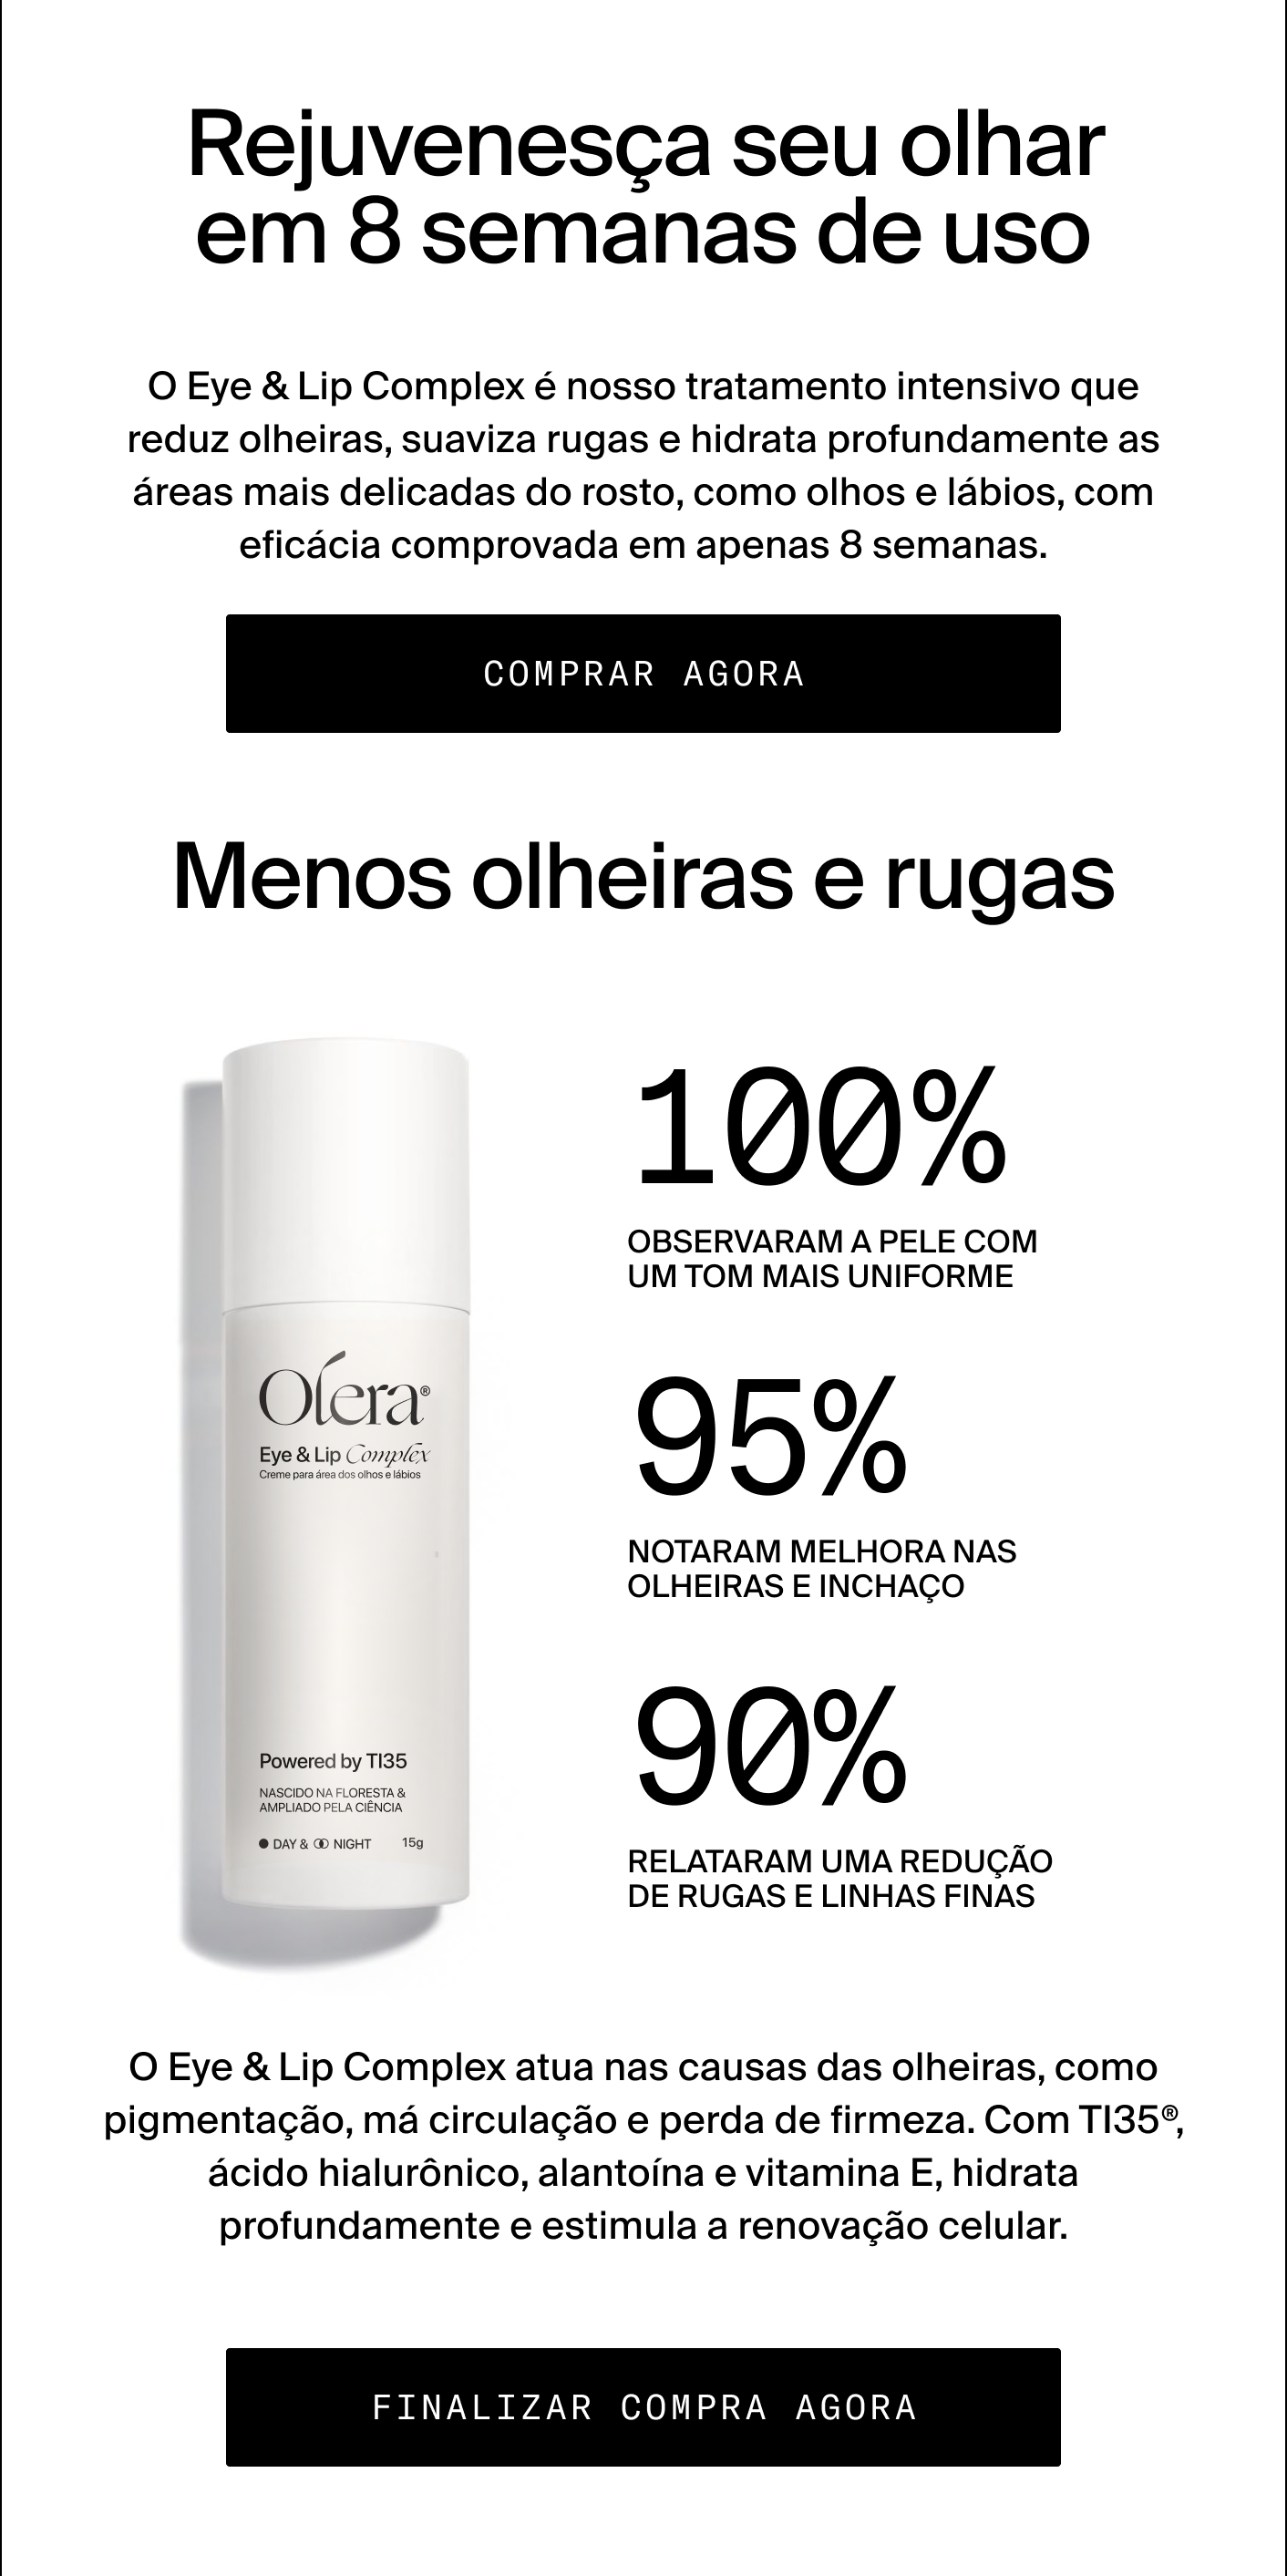 Rejuvenesça seu olhar
em 8 semanas de uso
O Eye & Lip Complex é nosso tratamento intensivo que
reduz olheiras, suaviza rugas e hidrata profundamente as
áreas mais delicadas do rosto, como olhos e lábios, com
eficácia comprovada em apenas 8 semanas.
COMPRAR AGORA
Menos olheiras e rugas
Olera®
Eye & Lip Complex
Creme para área dos olhos e lábios
Powered by TI35
NASCIDO NA FLORESTA &
AMPLIADO PELA CIÊNCIA
DAY & NIGHT 15g
100%
OBSERVARAM A PELE COM
UM TOM MAIS UNIFORME
95%
NOTARAM MELHORA NAS
OLHEIRAS E INCHAÇO
90%
RELATARAM UMA REDUÇÃO
DE RUGAS E LINHAS FINAS
O Eye & Lip Complex atua nas causas das olheiras, como
pigmentação, má circulação e perda de firmeza. Com TI35®,
ácido hialurônico, alantoína e vitamina E, hidrata
profundamente e estimula a renovação celular.
FINALIZAR COMPRA AGORA